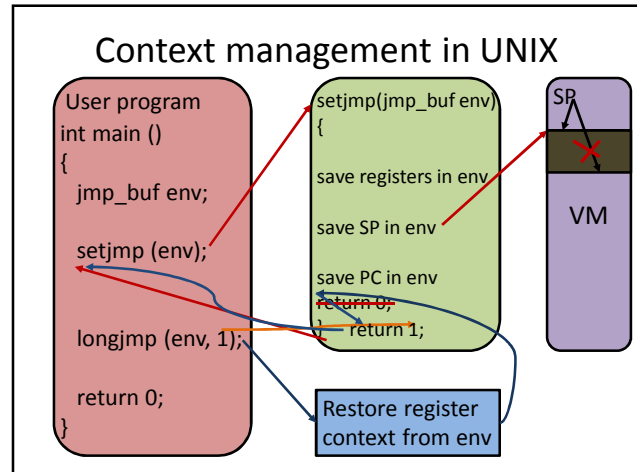 Context management in UNIX
User program
int main ()
{
jmp_buf env;
setjmp (env);
longjmp (env, 1);
return 0;
}
setjmp(jmp_buf env)
{
save registers in env
save SP in env
save PC in env
return 0;
} return 1;
Restore register
context from env
SP
VM